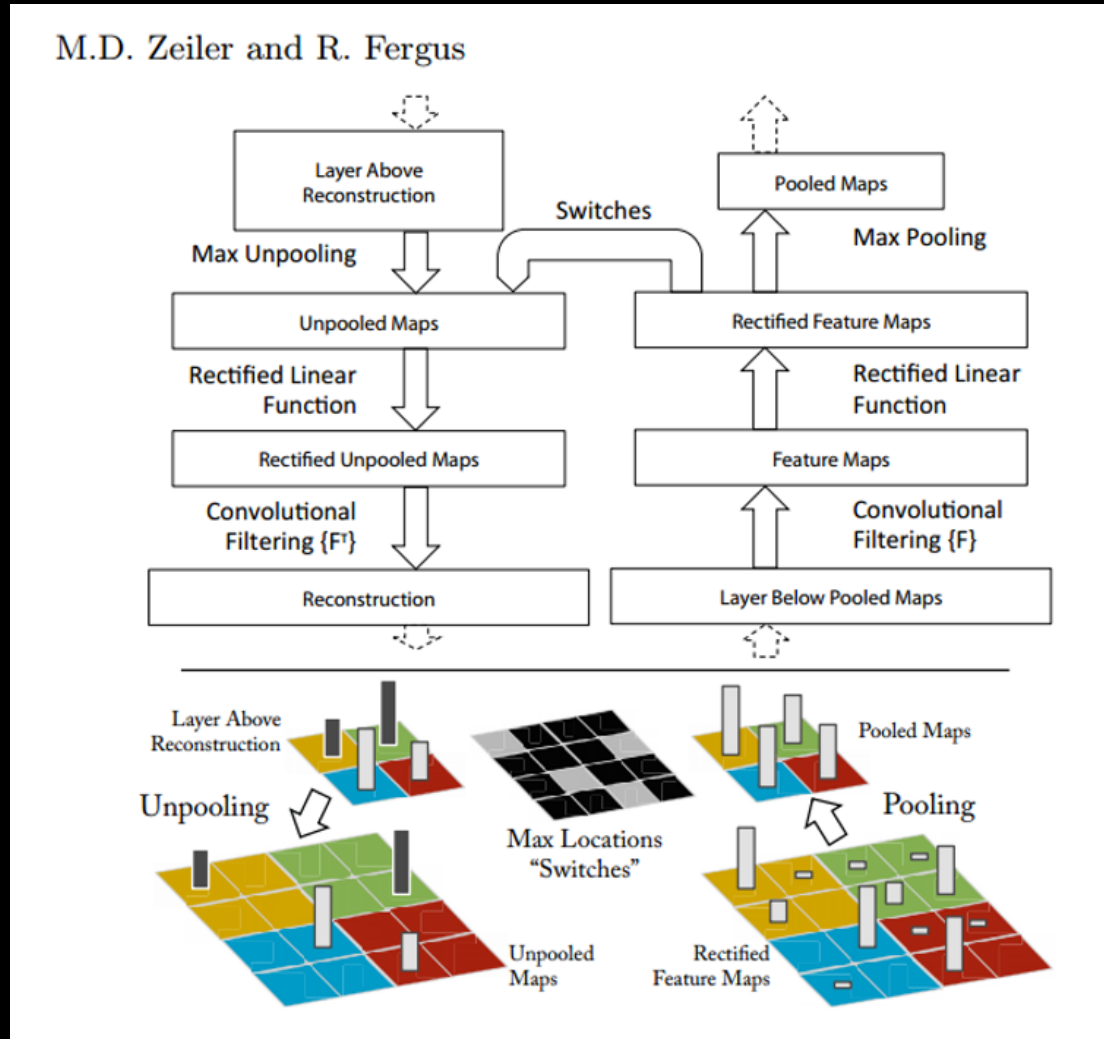 M.D. Zeiler and R. Fergus
Layer Above
Reconstruction
Pooled Maps
Switches
Max Unpooling
Max Pooling
Unpooled Maps
Rectified Feature Maps
Rectified Linear
Function
Rectified Linear
Function
Rectified Unpooled Maps
Feature Maps
Convolutional
Filtering {Fᵀ}
Convolutional
Filtering {F}
Reconstruction
Layer Below Pooled Maps
Layer Above
Reconstruction
Pooled Maps
Unpooling
Pooling
Max Locations
“Switches”
Unpooled
Maps
Rectified
Feature Maps